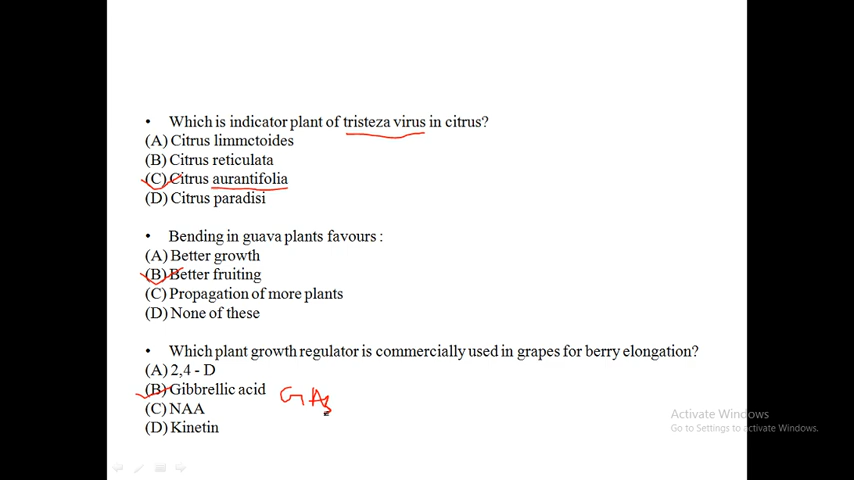 • Which is indicator plant of tristeza virus in citrus?
(A) Citrus limmctoides
(B) Citrus reticulata
(C) Citrus aurantifolia
(D) Citrus paradisi
• Bending in guava plants favours :
(A) Better growth
(B) Better fruiting
(C) Propagation of more plants
(D) None of these
• Which plant growth regulator is commercially used in grapes for berry elongation?
(A) 2,4 - D
(B) Gibbrellic acid GA3
(C) NAA
(D) Kinetin
Activate Windows
Go to Settings to activate Windows.